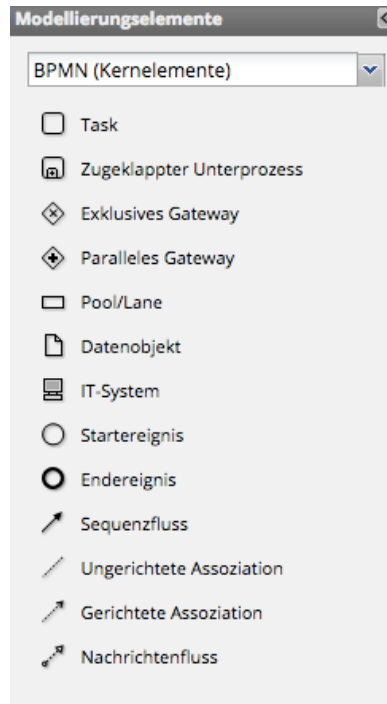 Modellierungselemente
BPMN (Kernelemente)
Task
Zugeklappter Unterprozess
Exklusives Gateway
Paralleles Gateway
Pool/Lane
Datenobjekt
IT-System
Startereignis
Endereignis
Sequenzfluss
Ungerichtete Assoziation
Gerichtete Assoziation
Nachrichtenfluss